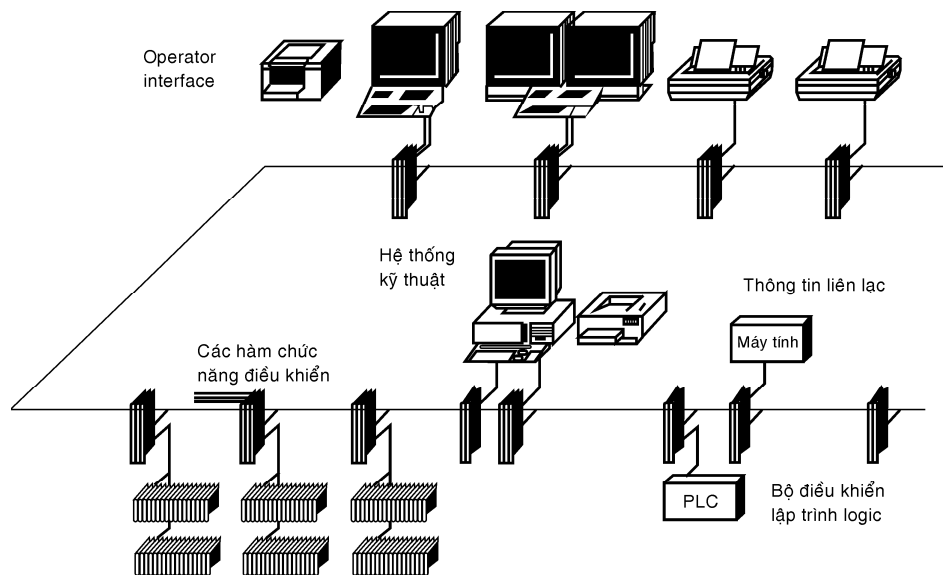 Operator
interface
Hệ thống
kỹ thuật
Thông tin liên lạc
Máy tính
Các hàm chức
năng điều khiển
PLC
Bộ điều khiển
lập trình logic